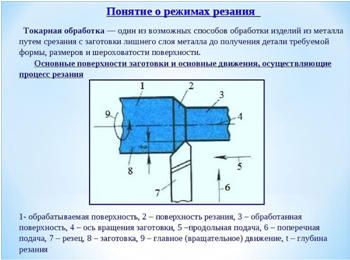 Понятие о режимах резания
Токарная обработка — один из возможных способов обработки изделий из металла
путем срезания с заготовки лишнего слоя металла до получения детали требуемой
формы, размеров и шероховатости поверхности.
Основные поверхности заготовки и основные движения, осуществляющие
процесс резания
1
2
3
4
9
8
t
5
7
6
1- обрабатываемая поверхность, 2 – поверхность резания, 3 – обработанная
поверхность, 4 – ось вращения заготовки, 5 –продольная подача, 6 – поперечная
подача, 7 – резец, 8 – заготовка, 9 – главное (вращательное) движение, t – глубина
резания